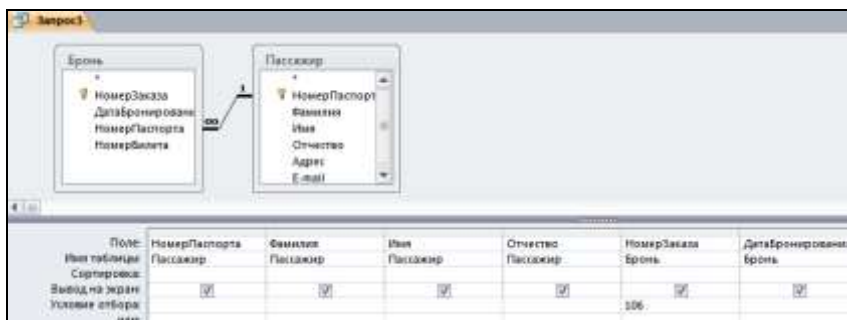 Запрос3
Бронь
*
НомерЗаказа
ДатаБронировани
НомерПаспорта
НомерБилета
∞
1
Пассажир
*
НомерПаспорт
Фамилия
Имя
Отчество
Адрес
E-mail
Поле: НомерПаспорта Фамилия Имя Отчество НомерЗаказа ДатаБронировани
Имя таблицы: Пассажир Пассажир Пассажир Пассажир Бронь Бронь
Сортировка:
Вывод на экран:
Условие отбора: 106
или: